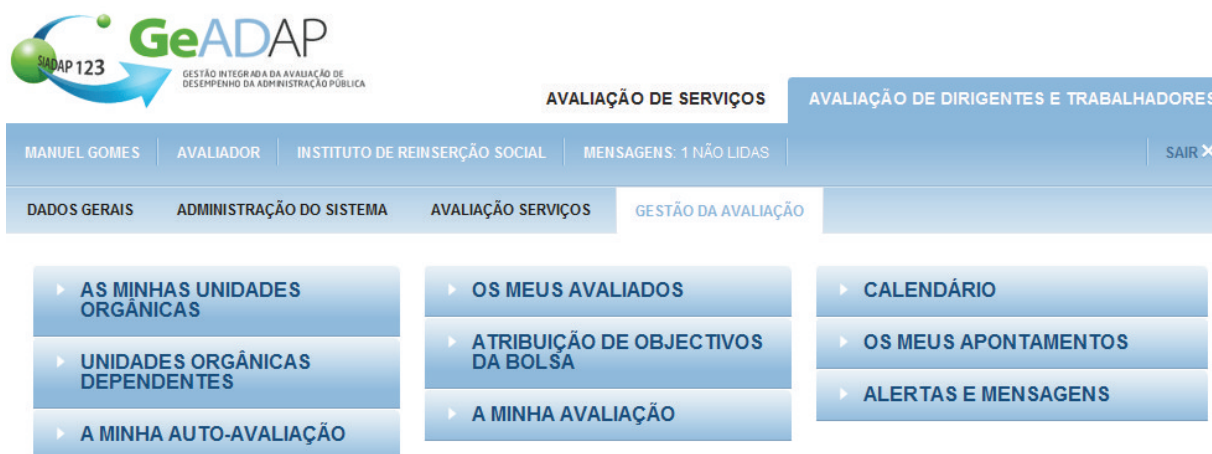 SIADAP 123
GeADAP
GESTÃO INTEGRADA DA AVALIAÇÃO DE
DESEMPENHO DA ADMINISTRAÇÃO PÚBLICA
AVALIAÇÃO DE SERVIÇOS
AVALIAÇÃO DE DIRIGENTES E TRABALHADORES
MANUEL GOMES
AVALIADOR
INSTITUTO DE REINSERÇÃO SOCIAL
MENSAGENS: 1 NÃO LIDAS
SAIR
DADOS GERAIS
ADMINISTRAÇÃO DO SISTEMA
AVALIAÇÃO SERVIÇOS
GESTÃO DA AVALIAÇÃO
AS MINHAS UNIDADES
ORGÂNICAS
UNIDADES ORGÂNICAS
DEPENDENTES
A MINHA AUTO-AVALIAÇÃO
OS MEUS AVALIADOS
ATRIBUIÇÃO DE OBJECTIVOS
DA BOLSA
A MINHA AVALIAÇÃO
CALENDÁRIO
OS MEUS APONTAMENTOS
ALERTAS E MENSAGENS